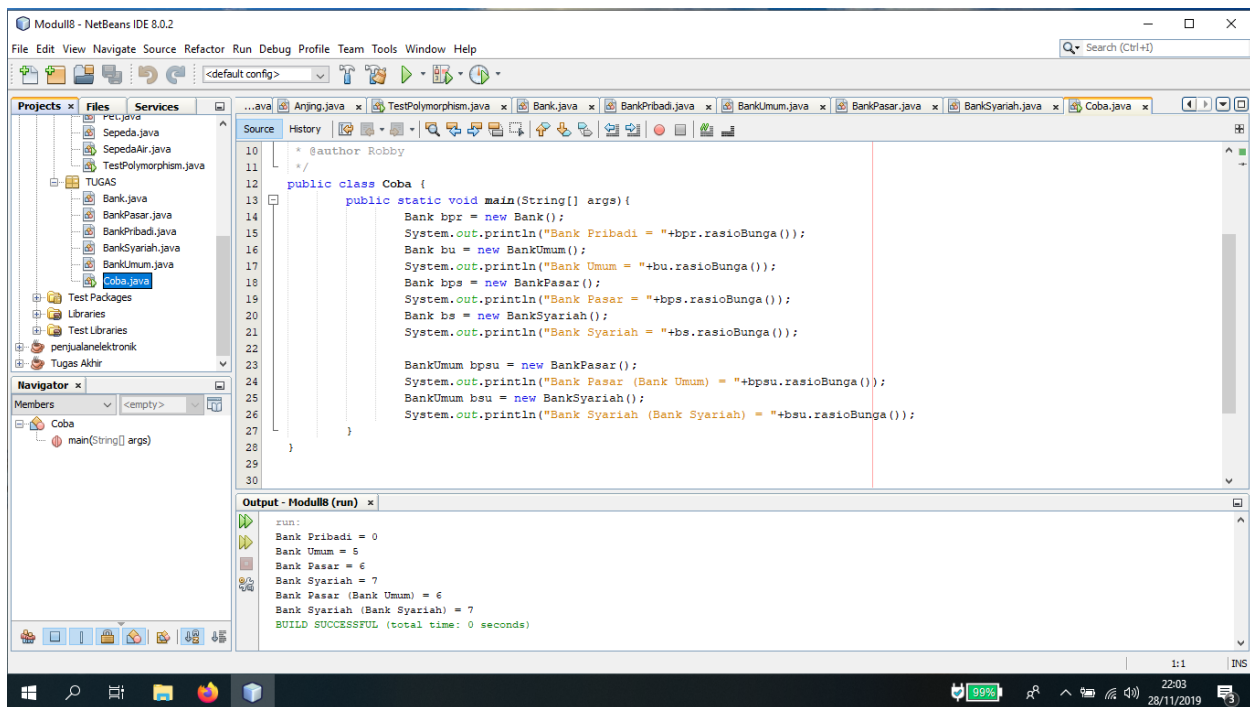 Modull8 - NetBeans IDE 8.0.2
File Edit View Navigate Source Refactor Run Debug Profile Team Tools Window Help
Search (Ctrl+I)
<default config>
Projects Files Services
Pet.java
Sepeda.java
SepedaAir.java
TestPolymorphism.java
TUGAS
Bank.java
BankPasar.java
BankPribadi.java
BankSyariah.java
BankUmum.java
Coba.java
Test Packages
Libraries
Test Libraries
penjualanelektronik
Tugas Akhir
Navigator
Members <empty>
Coba
main(String[] args)
...ava Anjing.java TestPolymorphism.java Bank.java BankPribadi.java BankUmum.java BankPasar.java BankSyariah.java Coba.java
Source History
10 * @author Robby
11 */
12 public class Coba {
13 public static void main(String[] args){
14 Bank bpr = new Bank();
15 System.out.println("Bank Pribadi = "+bpr.rasioBunga());
16 Bank bu = new BankUmum();
17 System.out.println("Bank Umum = "+bu.rasioBunga());
18 Bank bps = new BankPasar();
19 System.out.println("Bank Pasar = "+bps.rasioBunga());
20 Bank bs = new BankSyariah();
21 System.out.println("Bank Syariah = "+bs.rasioBunga());
22
23 BankUmum bpsu = new BankPasar();
24 System.out.println("Bank Pasar (Bank Umum) = "+bpsu.rasioBunga());
25 BankUmum bsu = new BankSyariah();
26 System.out.println("Bank Syariah (Bank Syariah) = "+bsu.rasioBunga());
27 }
28 }
29
30
Output - Modull8 (run)
run:
Bank Pribadi = 0
Bank Umum = 5
Bank Pasar = 6
Bank Syariah = 7
Bank Pasar (Bank Umum) = 6
Bank Syariah (Bank Syariah) = 7
BUILD SUCCESSFUL (total time: 0 seconds)
1:1 INS
99%
22:03
28/11/2019
3